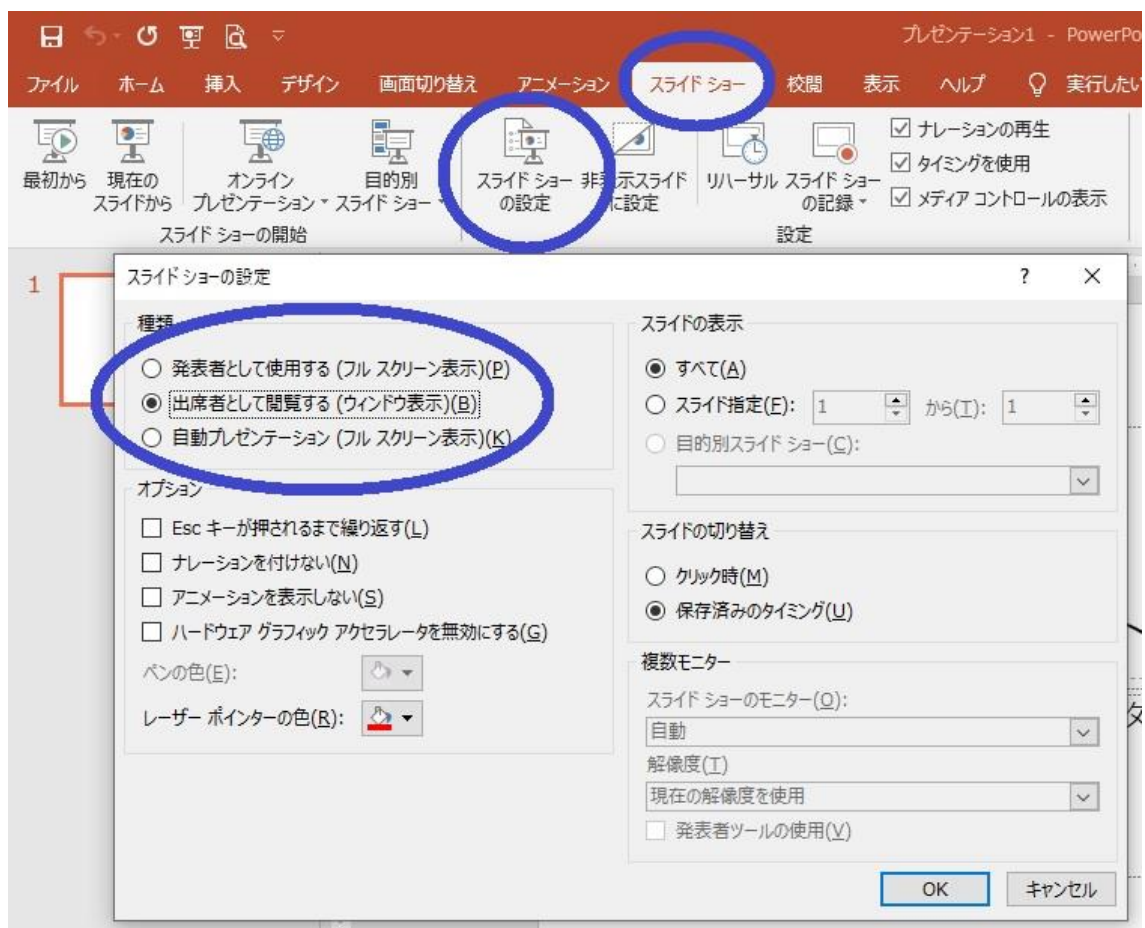 プレゼンテーション1 - PowerPo
ファイル ホーム 挿入 デザイン 画面切り替え アニメーション スライド ショー 校閲 表示 ヘルプ 実行したい
最初から
現在の
スライドから
オンライン
プレゼンテーション
目的別
スライド ショー
スライド ショー
の設定
非表示スライド
に設定
リハーサル
スライド ショー
の記録
ナレーションの再生
タイミングを使用
メディア コントロールの表示
スライド ショーの開始
設定
1
スライド ショーの設定 ?
種類
発表者として使用する (フル スクリーン表示)(P)
出席者として閲覧する (ウィンドウ表示)(B)
自動プレゼンテーション (フル スクリーン表示)(K)
オプション
Esc キーが押されるまで繰り返す(L)
ナレーションを付けない(N)
アニメーションを表示しない(S)
ハードウェア グラフィック アクセラレータを無効にする(G)
ペンの色(E):
レーザー ポインターの色(R):
スライドの表示
すべて(A)
スライド指定(F): 1 から(T): 1
目的別スライド ショー(C):
スライドの切り替え
クリック時(M)
保存済みのタイミング(U)
複数モニター
スライド ショーのモニター(O):
自動
解像度(T)
現在の解像度を使用
発表者ツールの使用(V)
OK キャンセル